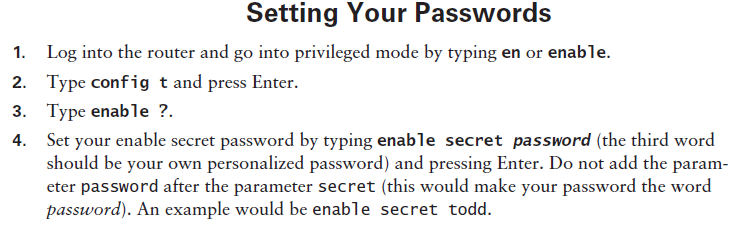 Setting Your Passwords
1. Log into the router and go into privileged mode by typing en or enable.
2. Type config t and press Enter.
3. Type enable ?.
4. Set your enable secret password by typing enable secret password (the third word
should be your own personalized password) and pressing Enter. Do not add the param-
eter password after the parameter secret (this would make your password the word
password). An example would be enable secret todd.